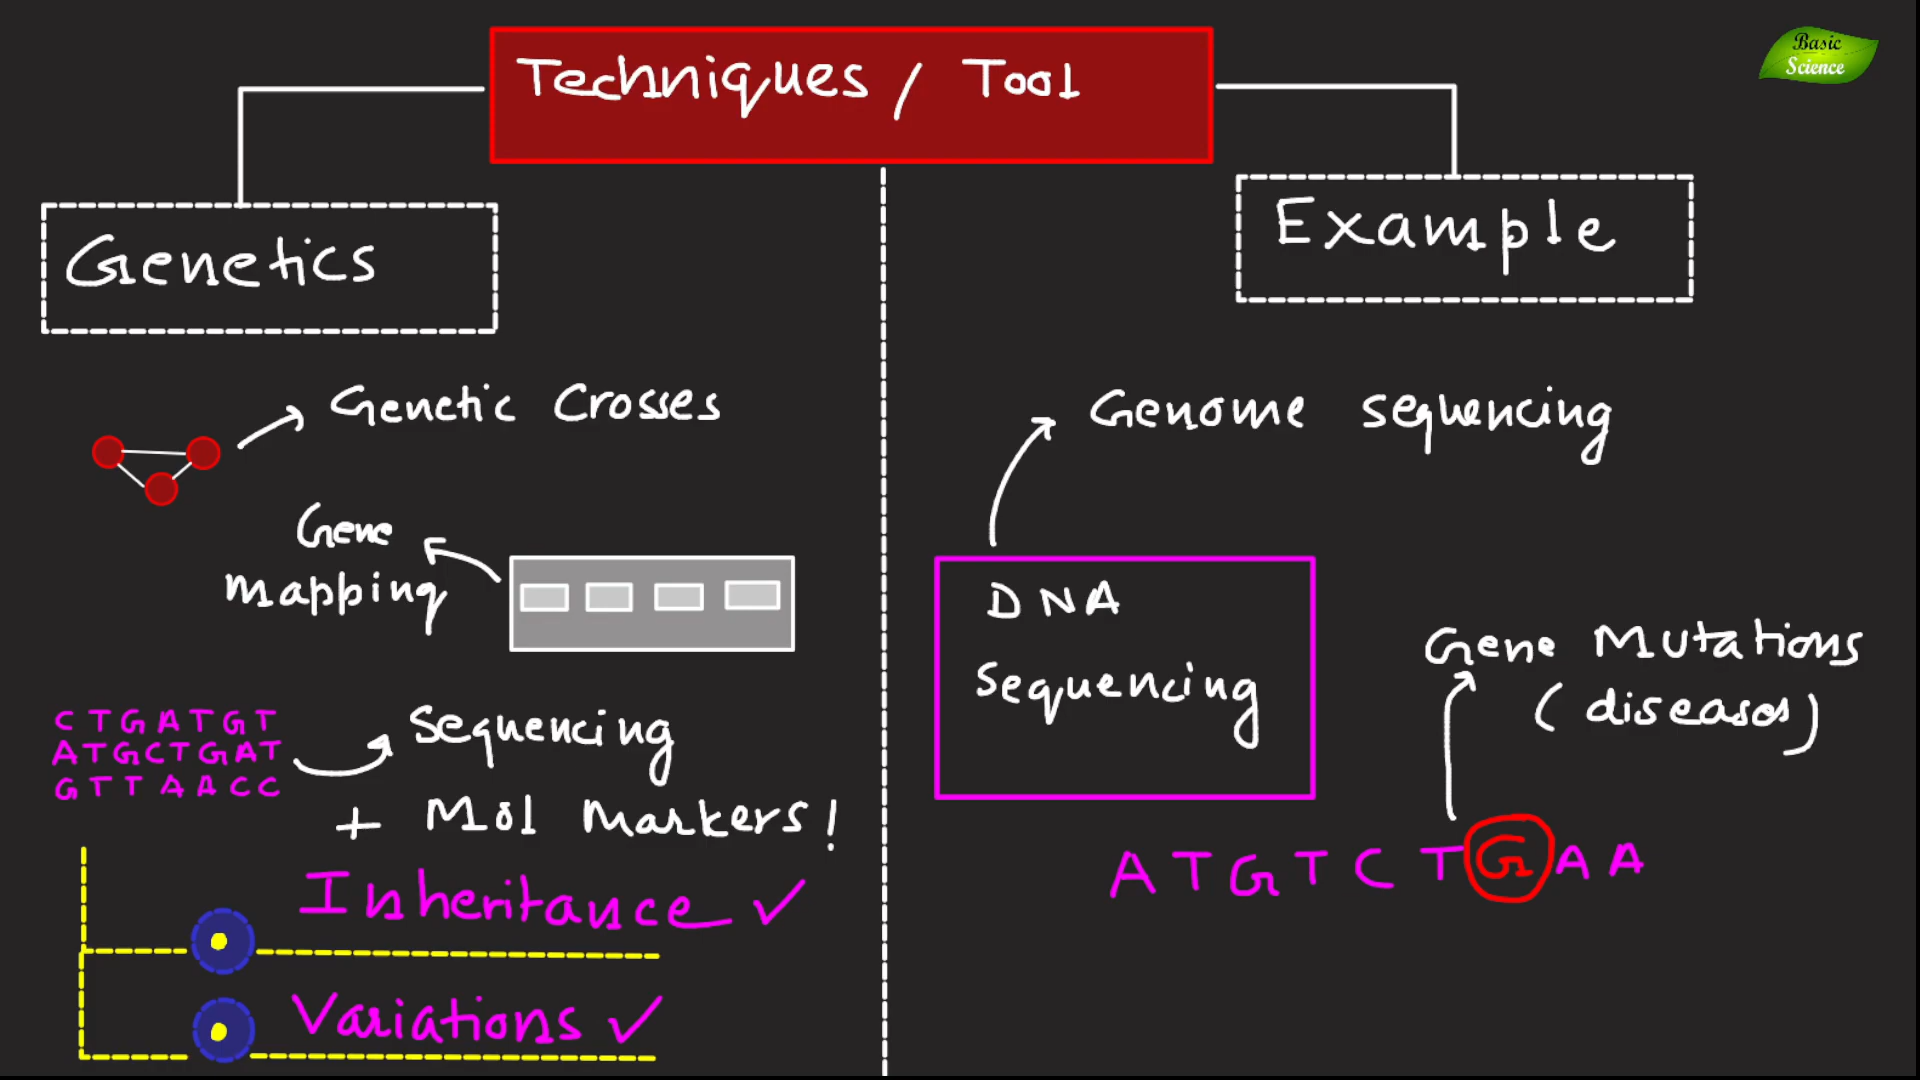 Techniques / Tool
Basic
Science
Genetics
Example
Genetic Crosses
Gene
mapping
CTGATGT
ATGCTGAT
GTTAACC
Sequencing
+ Mol Markers!
Inheritance ✓
Variations ✓
Genome sequencing
DNA
Sequencing
Gene Mutations
(diseases)
ATGTCTGAA